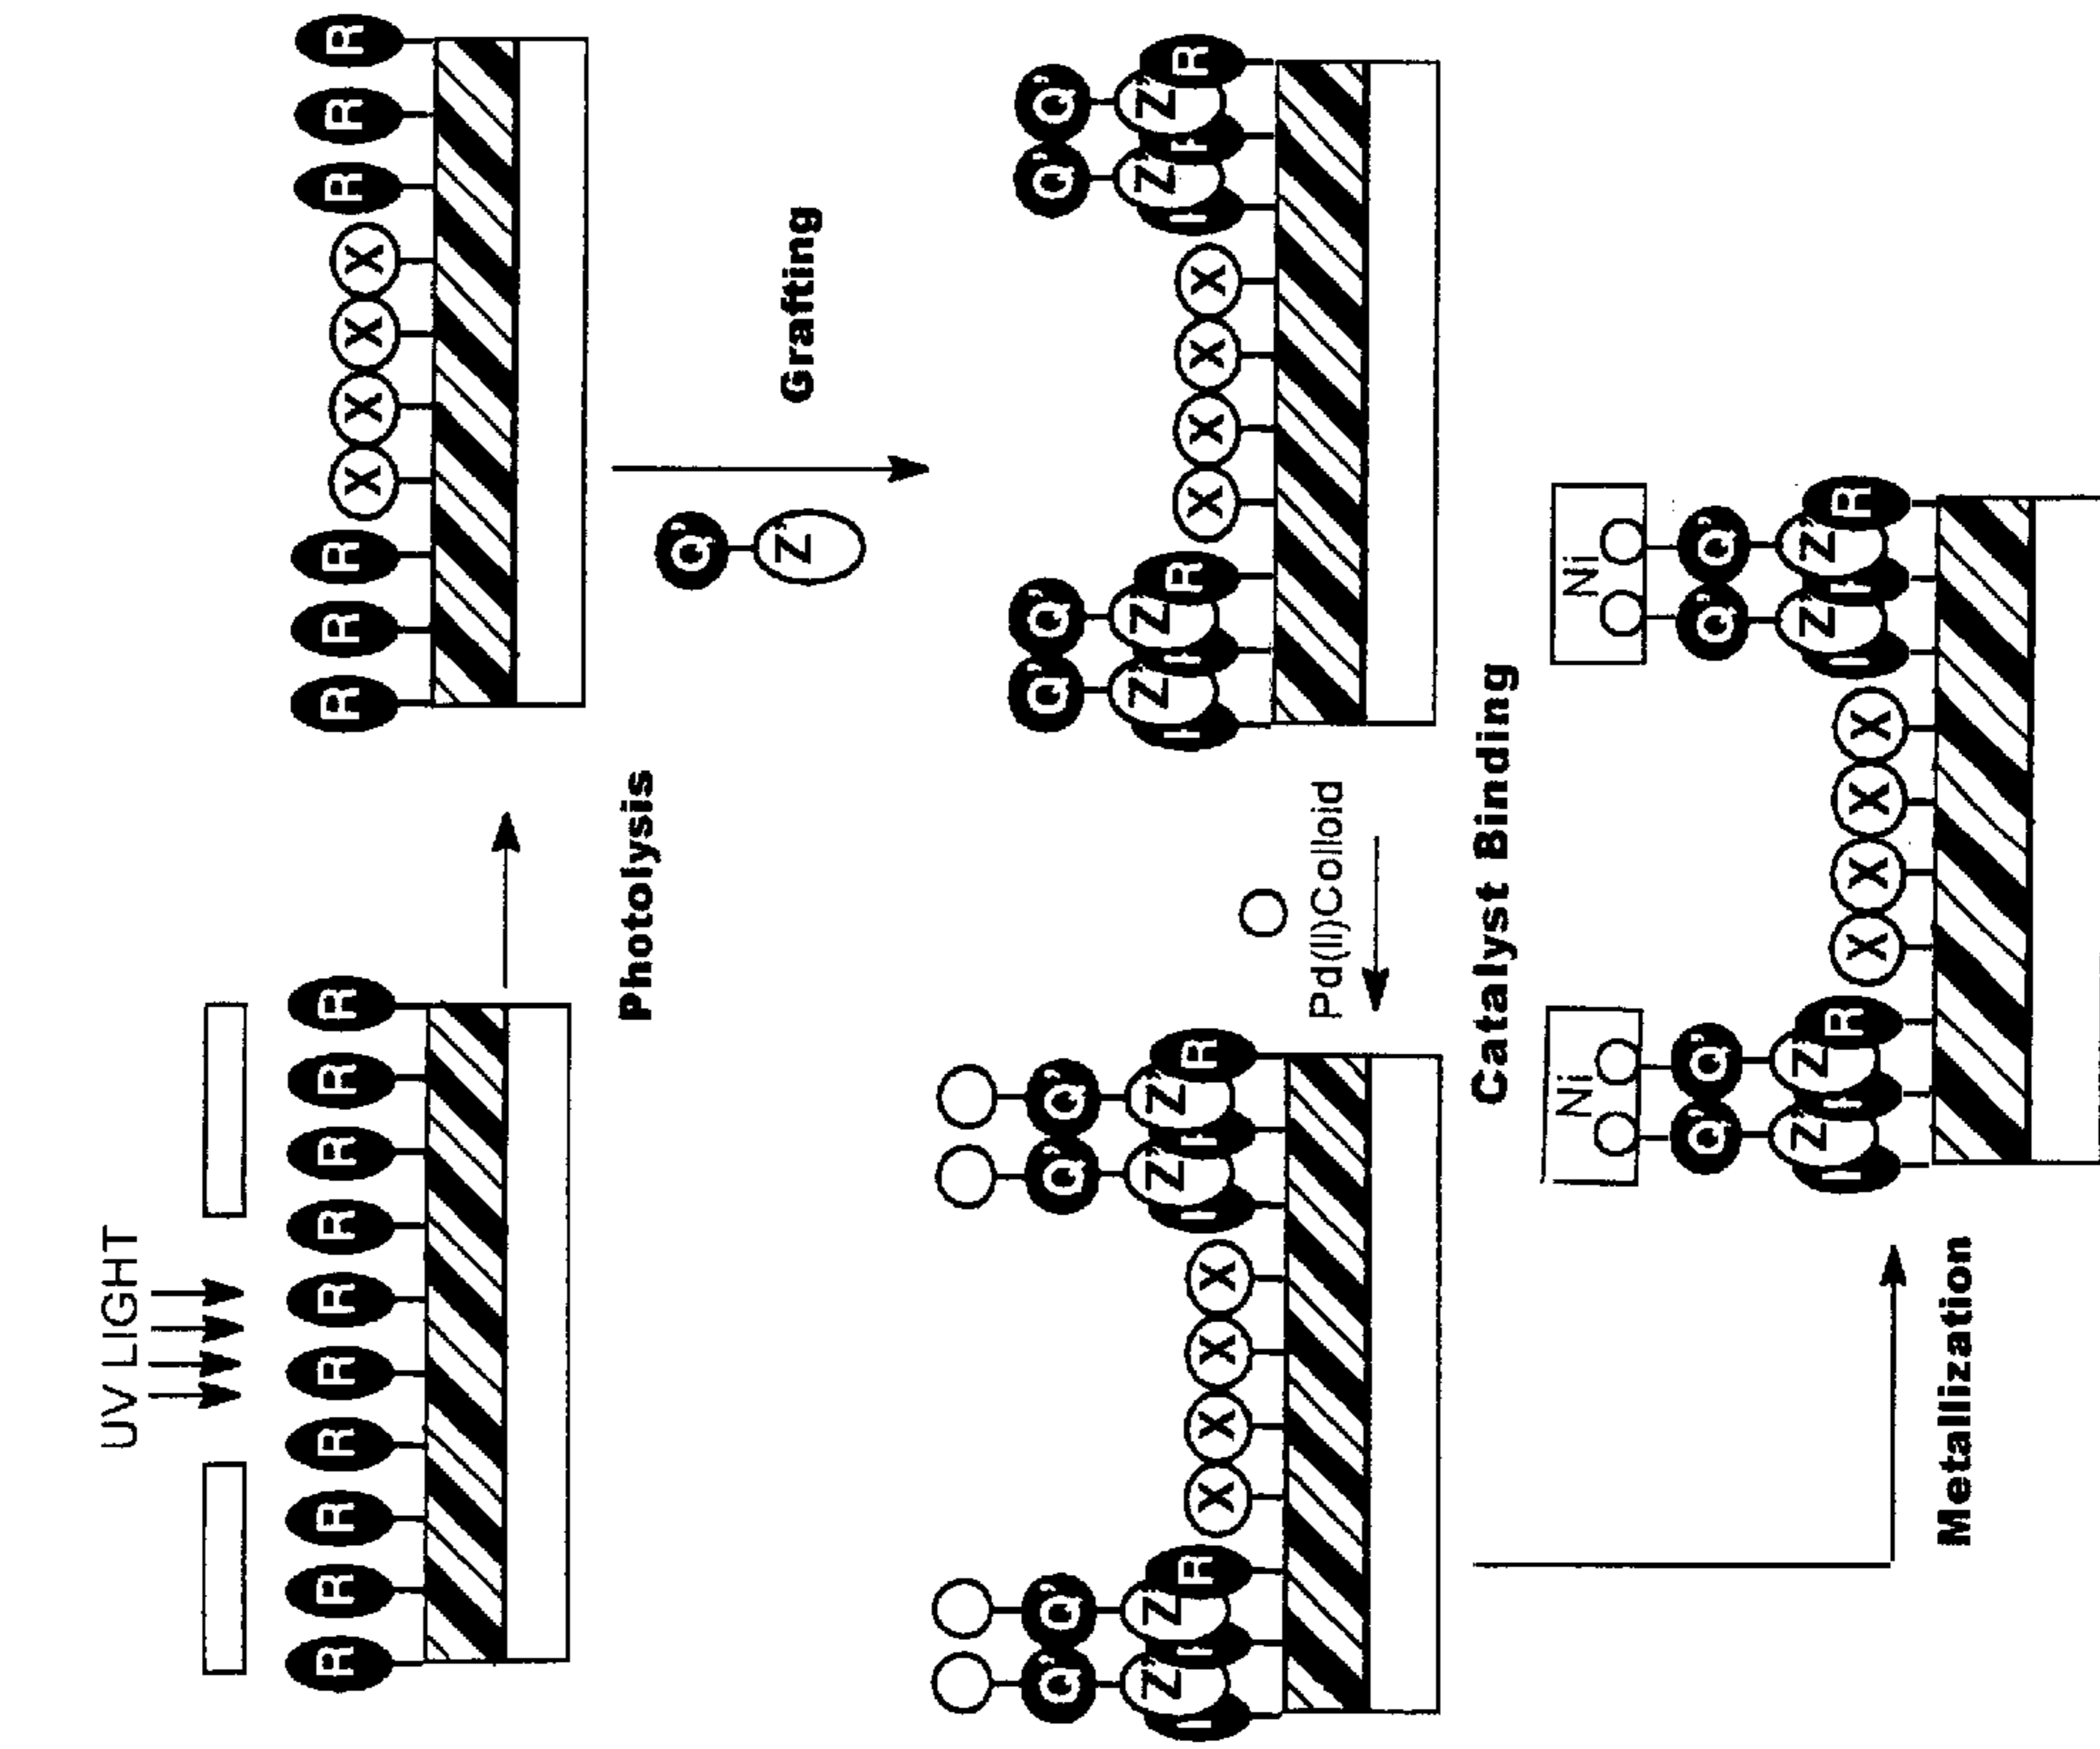 UV LIGHT
R R R R R R R R R R
R R R X X X X R R R
Photolysis
Q'
Z"
Grafting
Q' Q' Q' Q'
Z" Z" R X X X X Z" Z" R
Pd(II)Colloid
Catalyst Binding
Q' Q' Q' Q'
Z" Z" R X X X X Z" Z" R
Ni Ni
Q' Q' Q' Q'
Z" Z" R X X X X Z" Z" R
Metallization